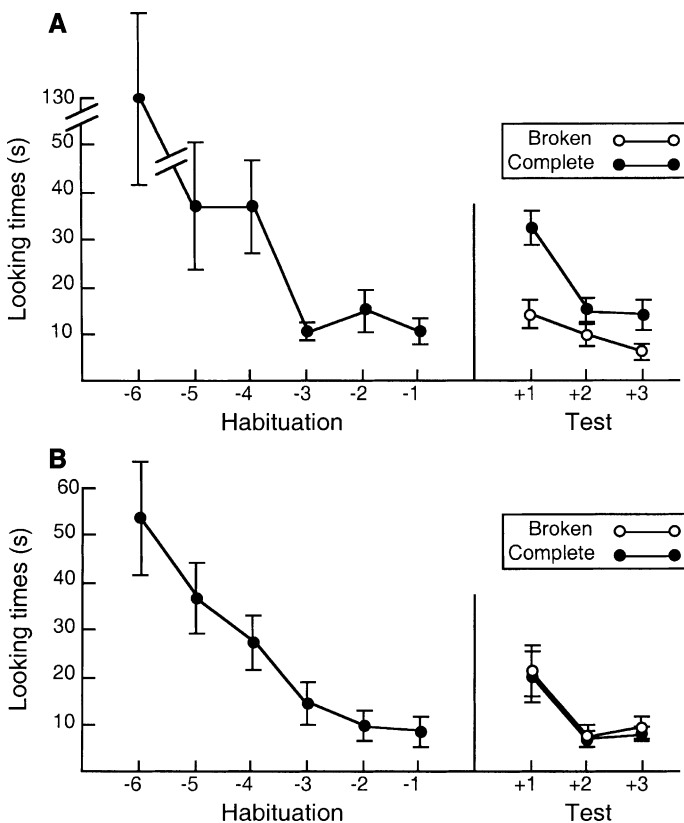 A
Looking times (s)
130
50
40
30
20
10
Broken
Complete
-6 -5 -4 -3 -2 -1 +1 +2 +3
Habituation Test
B
Looking times (s)
60
50
40
30
20
10
Broken
Complete
-6 -5 -4 -3 -2 -1 +1 +2 +3
Habituation Test